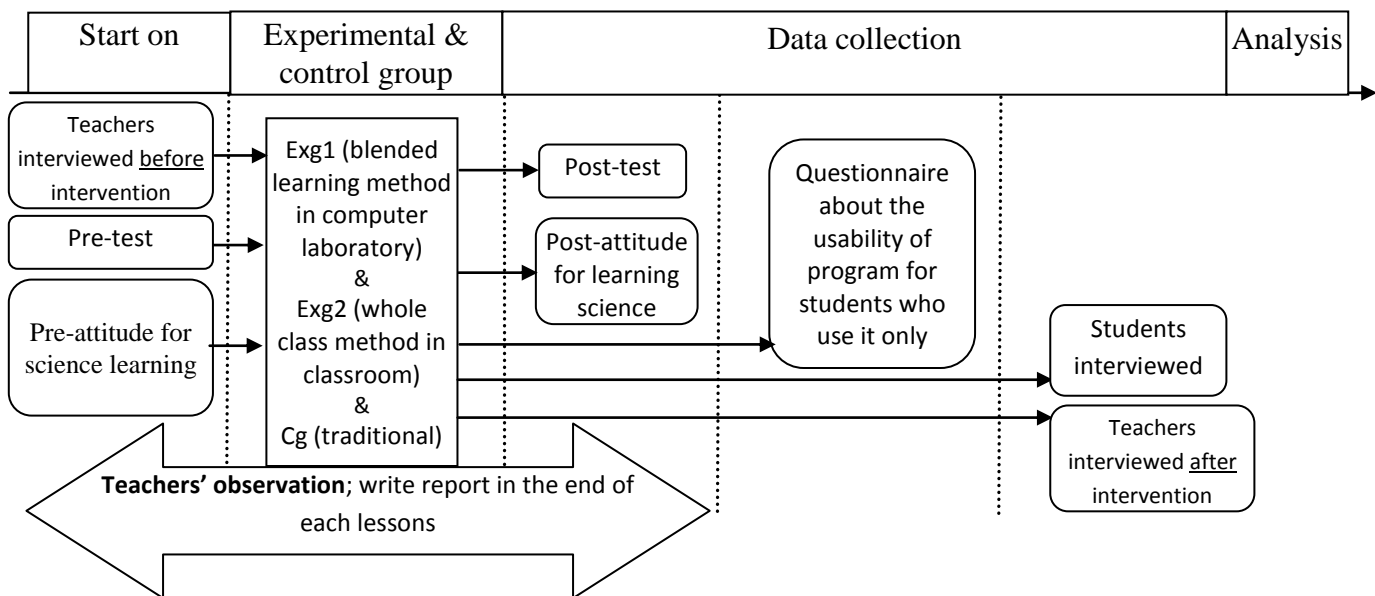 Start on
Experimental &
control group
Data collection
Analysis
Teachers
interviewed before
intervention
Pre-test
Pre-attitude for
science learning
Exg1 (blended
learning method
in computer
laboratory)
&
Exg2 (whole
class method in
classroom)
&
Cg (traditional)
Post-test
Post-attitude
for learning
science
Questionnaire
about the
usability of
program for
students who
use it only
Students
interviewed
Teachers
interviewed after
intervention
Teachers’ observation; write report in the end of
each lessons